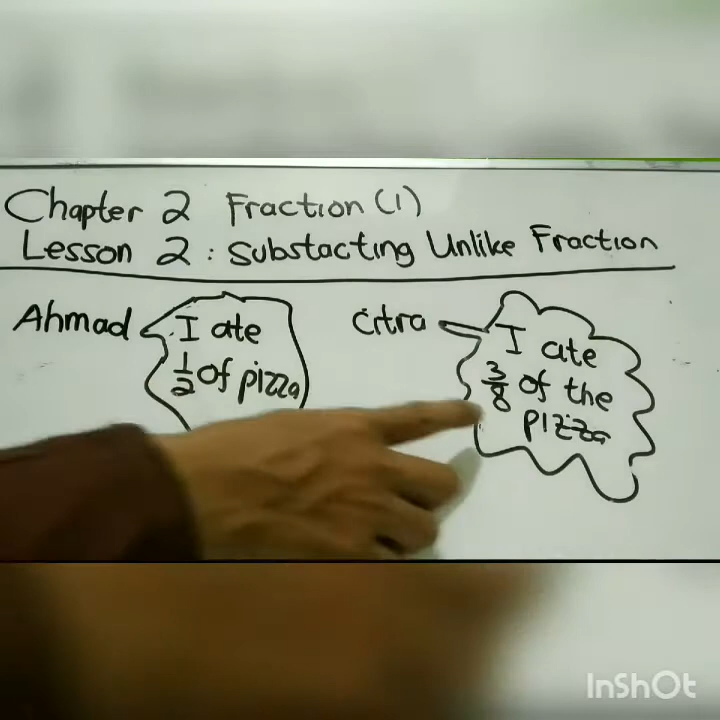 Chapter 2 Fraction (1)
Lesson 2 : Substacting Unlike Fraction
Ahmad
I ate
1/2 of pizza
Citra
I ate
3/8 of the
pizza
InShOt